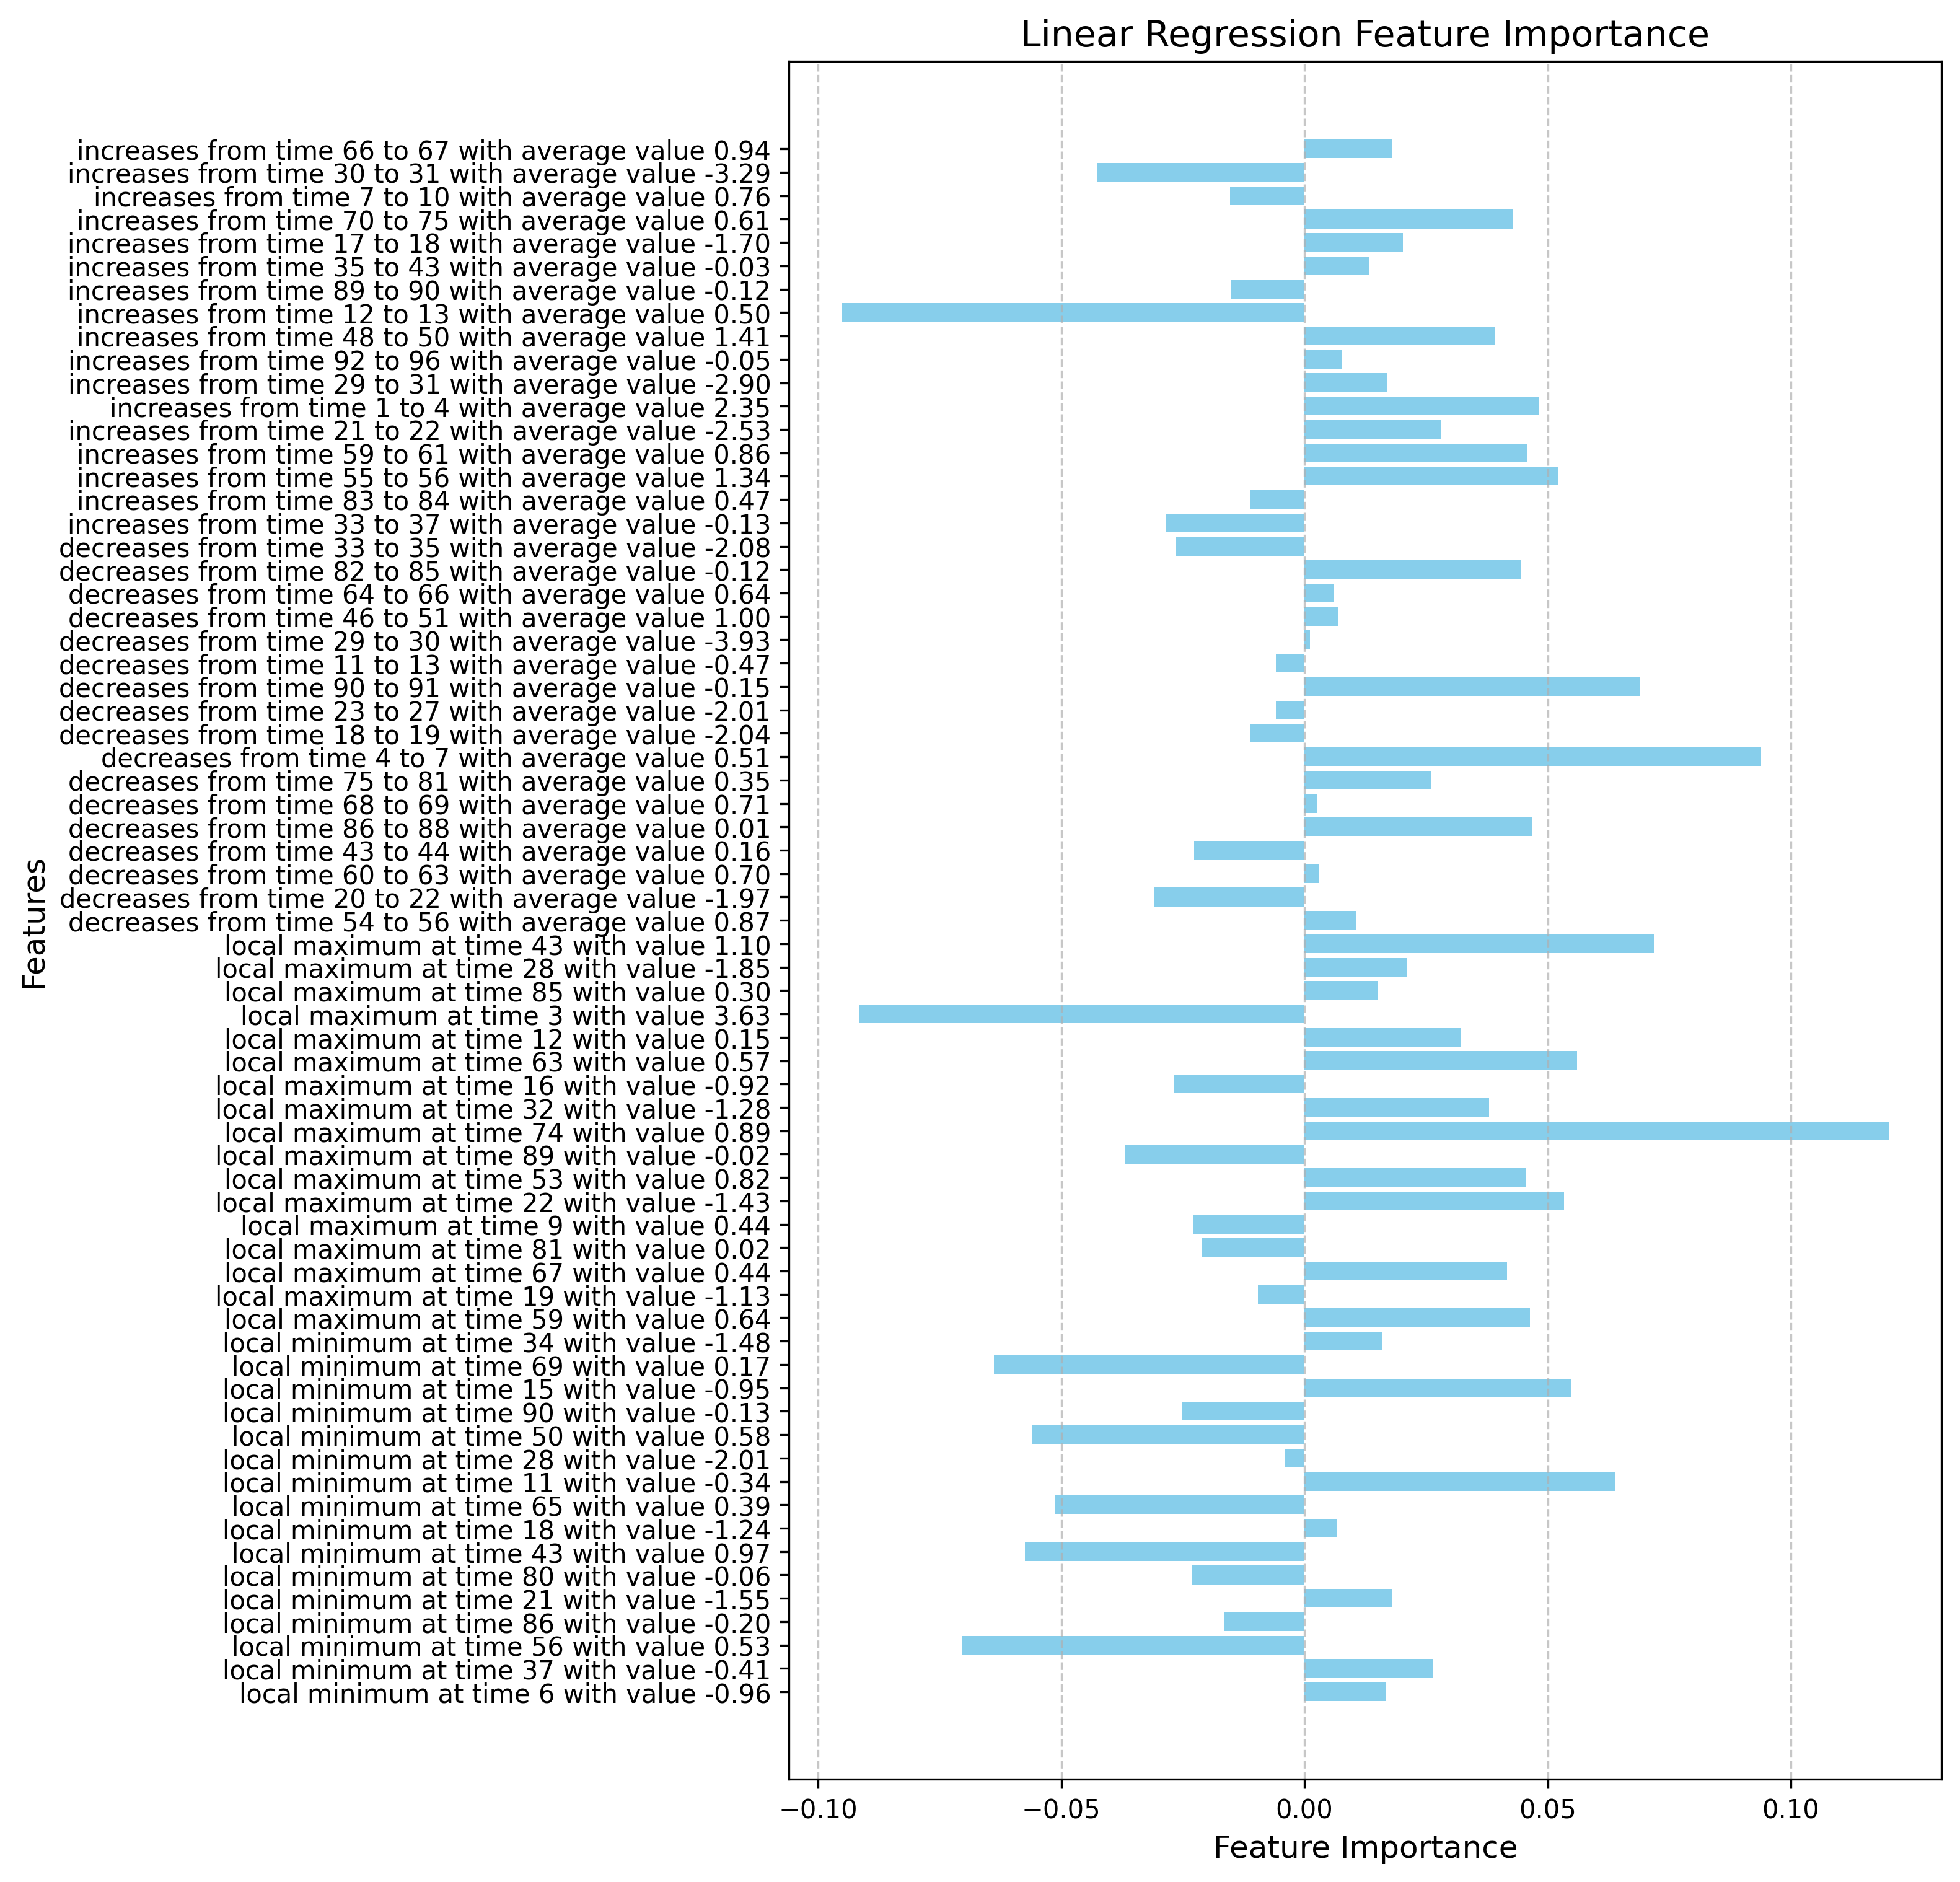 Linear Regression Feature Importance
increases from time 66 to 67 with average value 0.94
increases from time 30 to 31 with average value -3.29
increases from time 7 to 10 with average value 0.76
increases from time 70 to 75 with average value 0.61
increases from time 17 to 18 with average value -1.70
increases from time 35 to 43 with average value -0.03
increases from time 89 to 90 with average value -0.12
increases from time 12 to 13 with average value 0.50
increases from time 48 to 50 with average value 1.41
increases from time 92 to 96 with average value -0.05
increases from time 29 to 31 with average value -2.90
increases from time 1 to 4 with average value 2.35
increases from time 21 to 22 with average value -2.53
increases from time 59 to 61 with average value 0.86
increases from time 55 to 56 with average value 1.34
increases from time 83 to 84 with average value 0.47
increases from time 33 to 37 with average value -0.13
decreases from time 33 to 35 with average value -2.08
decreases from time 82 to 85 with average value -0.12
decreases from time 64 to 66 with average value 0.64
decreases from time 46 to 51 with average value 1.00
decreases from time 29 to 30 with average value -3.93
decreases from time 11 to 13 with average value -0.47
decreases from time 90 to 91 with average value -0.15
decreases from time 23 to 27 with average value -2.01
decreases from time 18 to 19 with average value -2.04
decreases from time 4 to 7 with average value 0.51
decreases from time 75 to 81 with average value 0.35
decreases from time 68 to 69 with average value 0.71
decreases from time 86 to 88 with average value 0.01
decreases from time 43 to 44 with average value 0.16
decreases from time 60 to 63 with average value 0.70
decreases from time 20 to 22 with average value -1.97
decreases from time 54 to 56 with average value 0.87
local maximum at time 43 with value 1.10
local maximum at time 28 with value -1.85
local maximum at time 85 with value 0.30
local maximum at time 3 with value 3.63
local maximum at time 12 with value 0.15
local maximum at time 63 with value 0.57
local maximum at time 16 with value -0.92
local maximum at time 32 with value -1.28
local maximum at time 74 with value 0.89
local maximum at time 89 with value -0.02
local maximum at time 53 with value 0.82
local maximum at time 22 with value -1.43
local maximum at time 9 with value 0.44
local maximum at time 81 with value 0.02
local maximum at time 67 with value 0.44
local maximum at time 19 with value -1.13
local maximum at time 59 with value 0.64
local minimum at time 34 with value -1.48
local minimum at time 69 with value 0.17
local minimum at time 15 with value -0.95
local minimum at time 90 with value -0.13
local minimum at time 50 with value 0.58
local minimum at time 28 with value -2.01
local minimum at time 11 with value -0.34
local minimum at time 65 with value 0.39
local minimum at time 18 with value -1.24
local minimum at time 43 with value 0.97
local minimum at time 80 with value -0.06
local minimum at time 21 with value -1.55
local minimum at time 86 with value -0.20
local minimum at time 56 with value 0.53
local minimum at time 37 with value -0.41
local minimum at time 6 with value -0.96
Features
−0.10 −0.05 0.00 0.05 0.10
Feature Importance